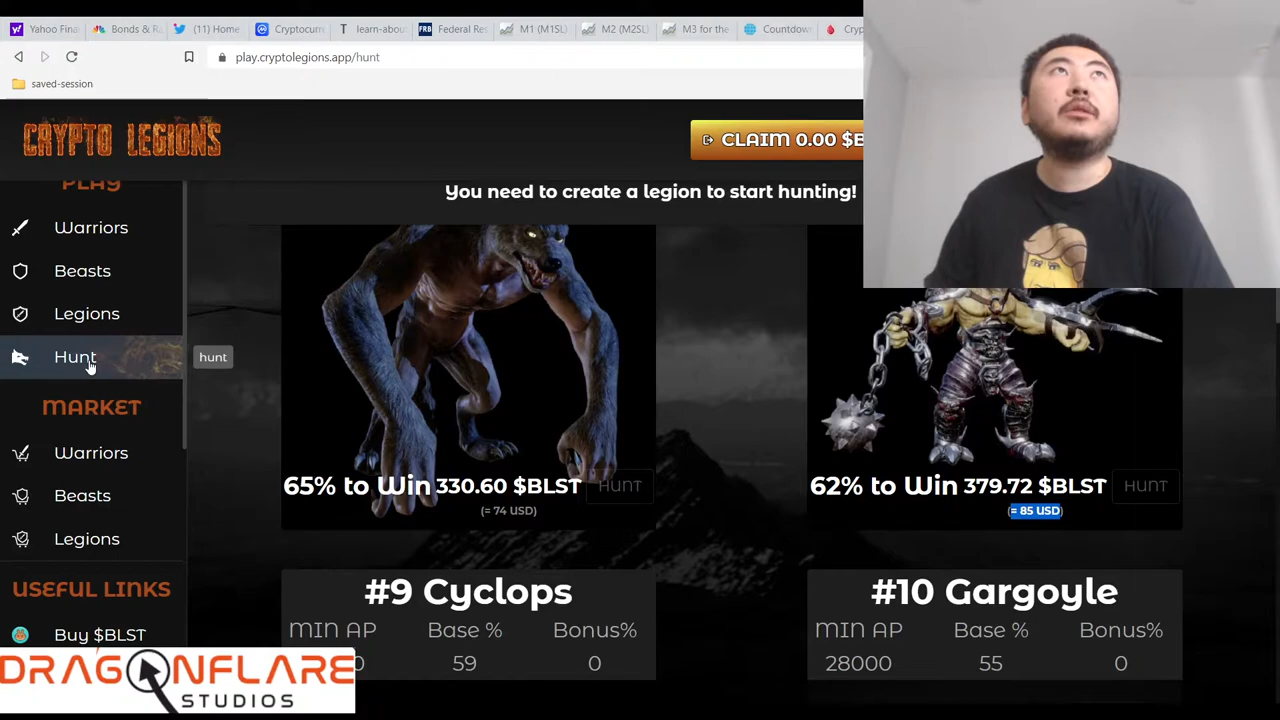 Yahoo Fina
Bonds & Ra
(11) Home
Cryptocurr
learn-abou
Federal Res
M1 (M1SL)
M2 (M2SL)
M3 for the
Countdow
Cryp
play.cryptolegions.app/hunt
saved-session
CRYPTO LEGIONS
CLAIM 0.00 $B
You need to create a legion to start hunting!
PLAY
Warriors
Beasts
Legions
Hunt
hunt
MARKET
Warriors
Beasts
Legions
USEFUL LINKS
Buy $BLST
65% to Win 330.60 $BLST HUNT
(= 74 USD)
62% to Win 379.72 $BLST HUNT
(= 85 USD)
#9 Cyclops
MIN AP Base % Bonus%
0 59 0
#10 Gargoyle
MIN AP Base % Bonus%
28000 55 0
DRAGONFLARE
STUDIOS